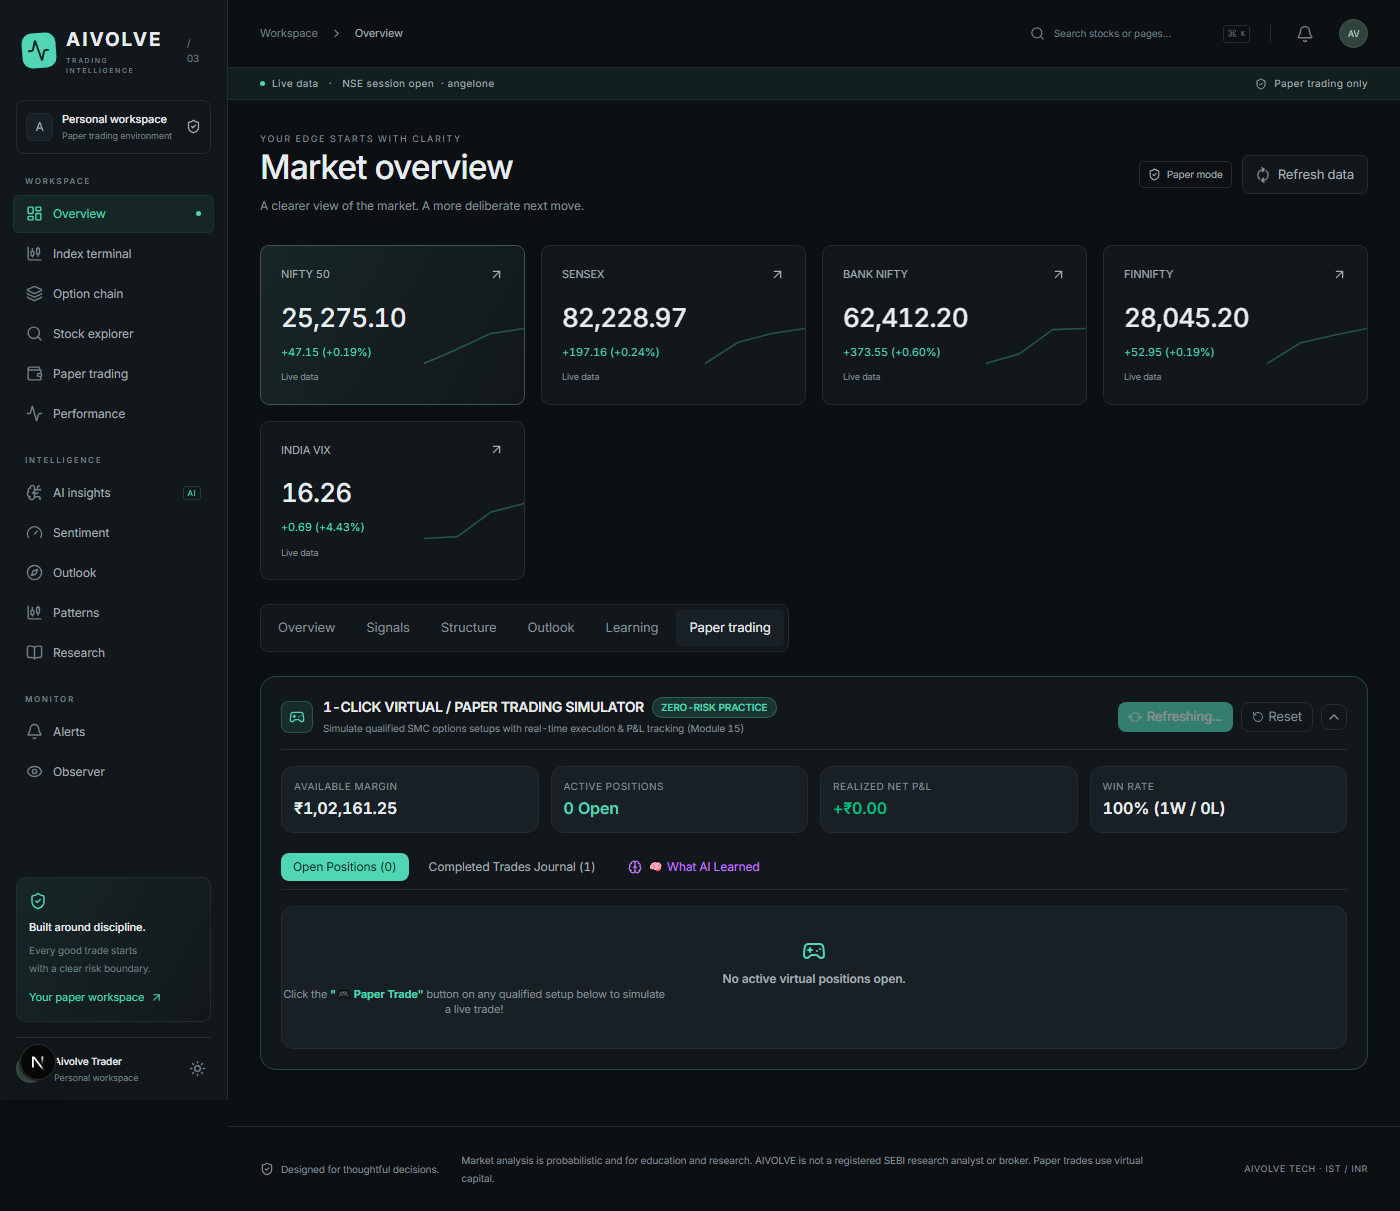 AIVOLVE
TRADING
INTELLIGENCE
/
03
Workspace
Overview
Search stocks or pages...
⌘ K
AV
Live data · NSE session open · angelone
Paper trading only
A
Personal workspace
Paper trading environment
WORKSPACE
Overview
Index terminal
Option chain
Stock explorer
Paper trading
Performance
INTELLIGENCE
AI insights
AI
Sentiment
Outlook
Patterns
Research
MONITOR
Alerts
Observer
Built around discipline.
Every good trade starts
with a clear risk boundary.
Your paper workspace
N
Aivolve Trader
Personal workspace
YOUR EDGE STARTS WITH CLARITY
Market overview
A clearer view of the market. A more deliberate next move.
Paper mode
Refresh data
NIFTY 50
25,275.10
+47.15 (+0.19%)
Live data
SENSEX
82,228.97
+197.16 (+0.24%)
Live data
BANK NIFTY
62,412.20
+373.55 (+0.60%)
Live data
FINNIFTY
28,045.20
+52.95 (+0.19%)
Live data
INDIA VIX
16.26
+0.69 (+4.43%)
Live data
Overview
Signals
Structure
Outlook
Learning
Paper trading
1-CLICK VIRTUAL / PAPER TRADING SIMULATOR
ZERO-RISK PRACTICE
Simulate qualified SMC options setups with real-time execution & P&L tracking (Module 15)
Refreshing...
Reset
AVAILABLE MARGIN
₹1,02,161.25
ACTIVE POSITIONS
0 Open
REALIZED NET P&L
+₹0.00
WIN RATE
100% (1W / 0L)
Open Positions (0)
Completed Trades Journal (1)
🧠 What AI Learned
No active virtual positions open.
Click the "🎮 Paper Trade" button on any qualified setup below to simulate
a live trade!
Designed for thoughtful decisions.
Market analysis is probabilistic and for education and research. AIVOLVE is not a registered SEBI research analyst or broker. Paper trades use virtual
capital.
AIVOLVE TECH · IST / INR